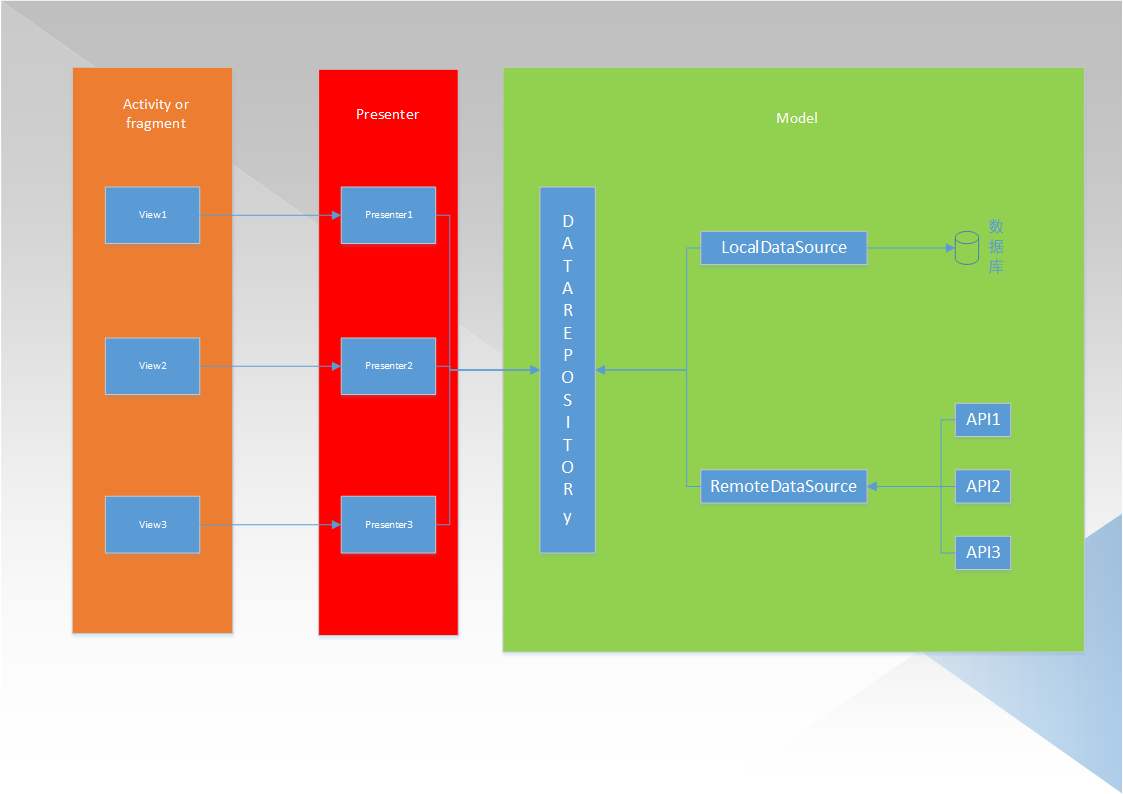 Activity or
fragment
Presenter
Model
View1
Presenter1
View2
Presenter2
View3
Presenter3
D
A
T
A
R
E
P
O
S
I
T
O
R
y
LocalDataSource
数
据
库
RemoteDataSource
API1
API2
API3